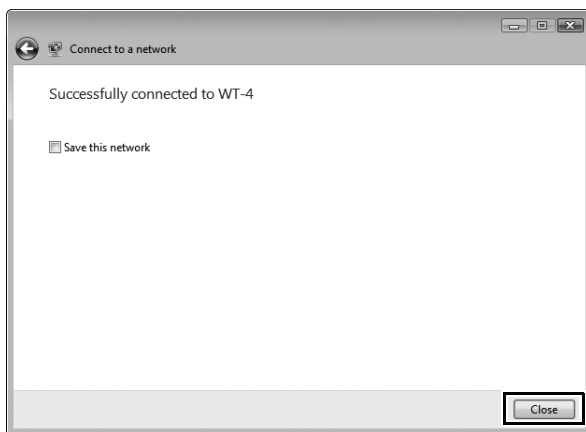 Connect to a network
Successfully connected to WT-4
Save this network
Close